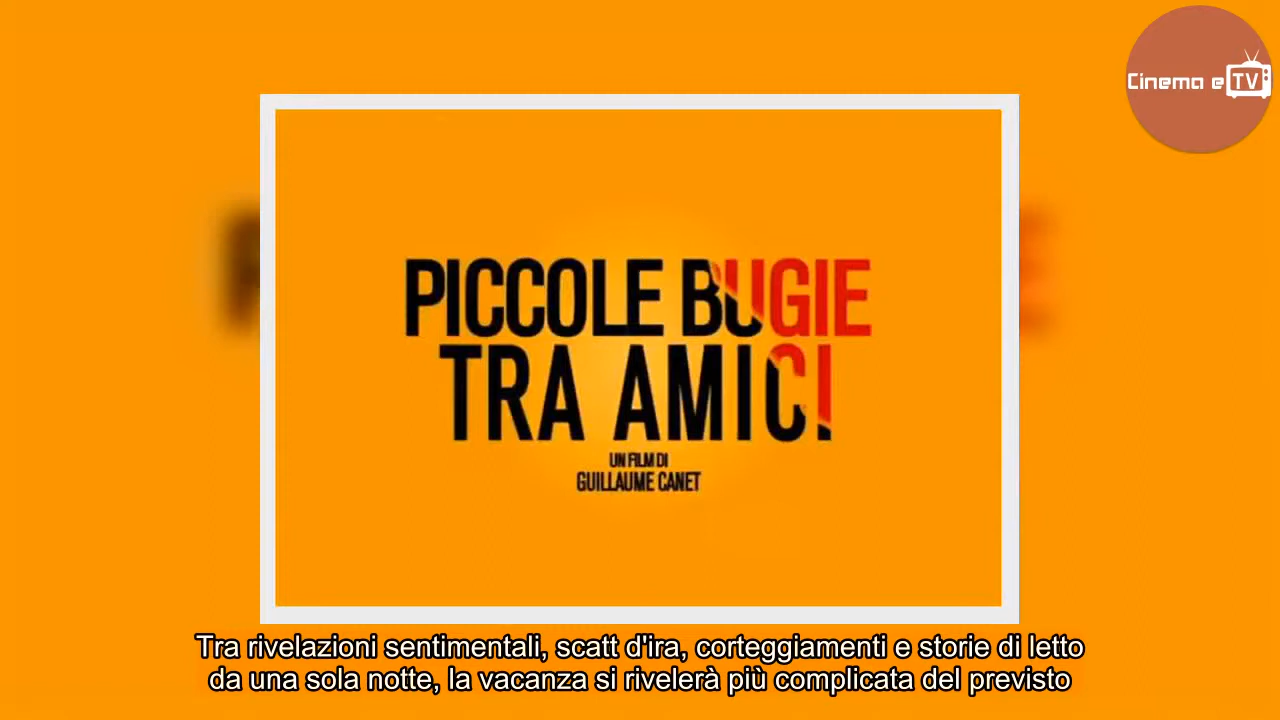 Cinema e TV
PICCOLE BUGIE
TRA AMICI
UN FILM DI
GUILLAUME CANET
Tra rivelazioni sentimentali, scatt d'ira, corteggiamenti e storie di letto
da una sola notte, la vacanza si rivelerà più complicata del previsto